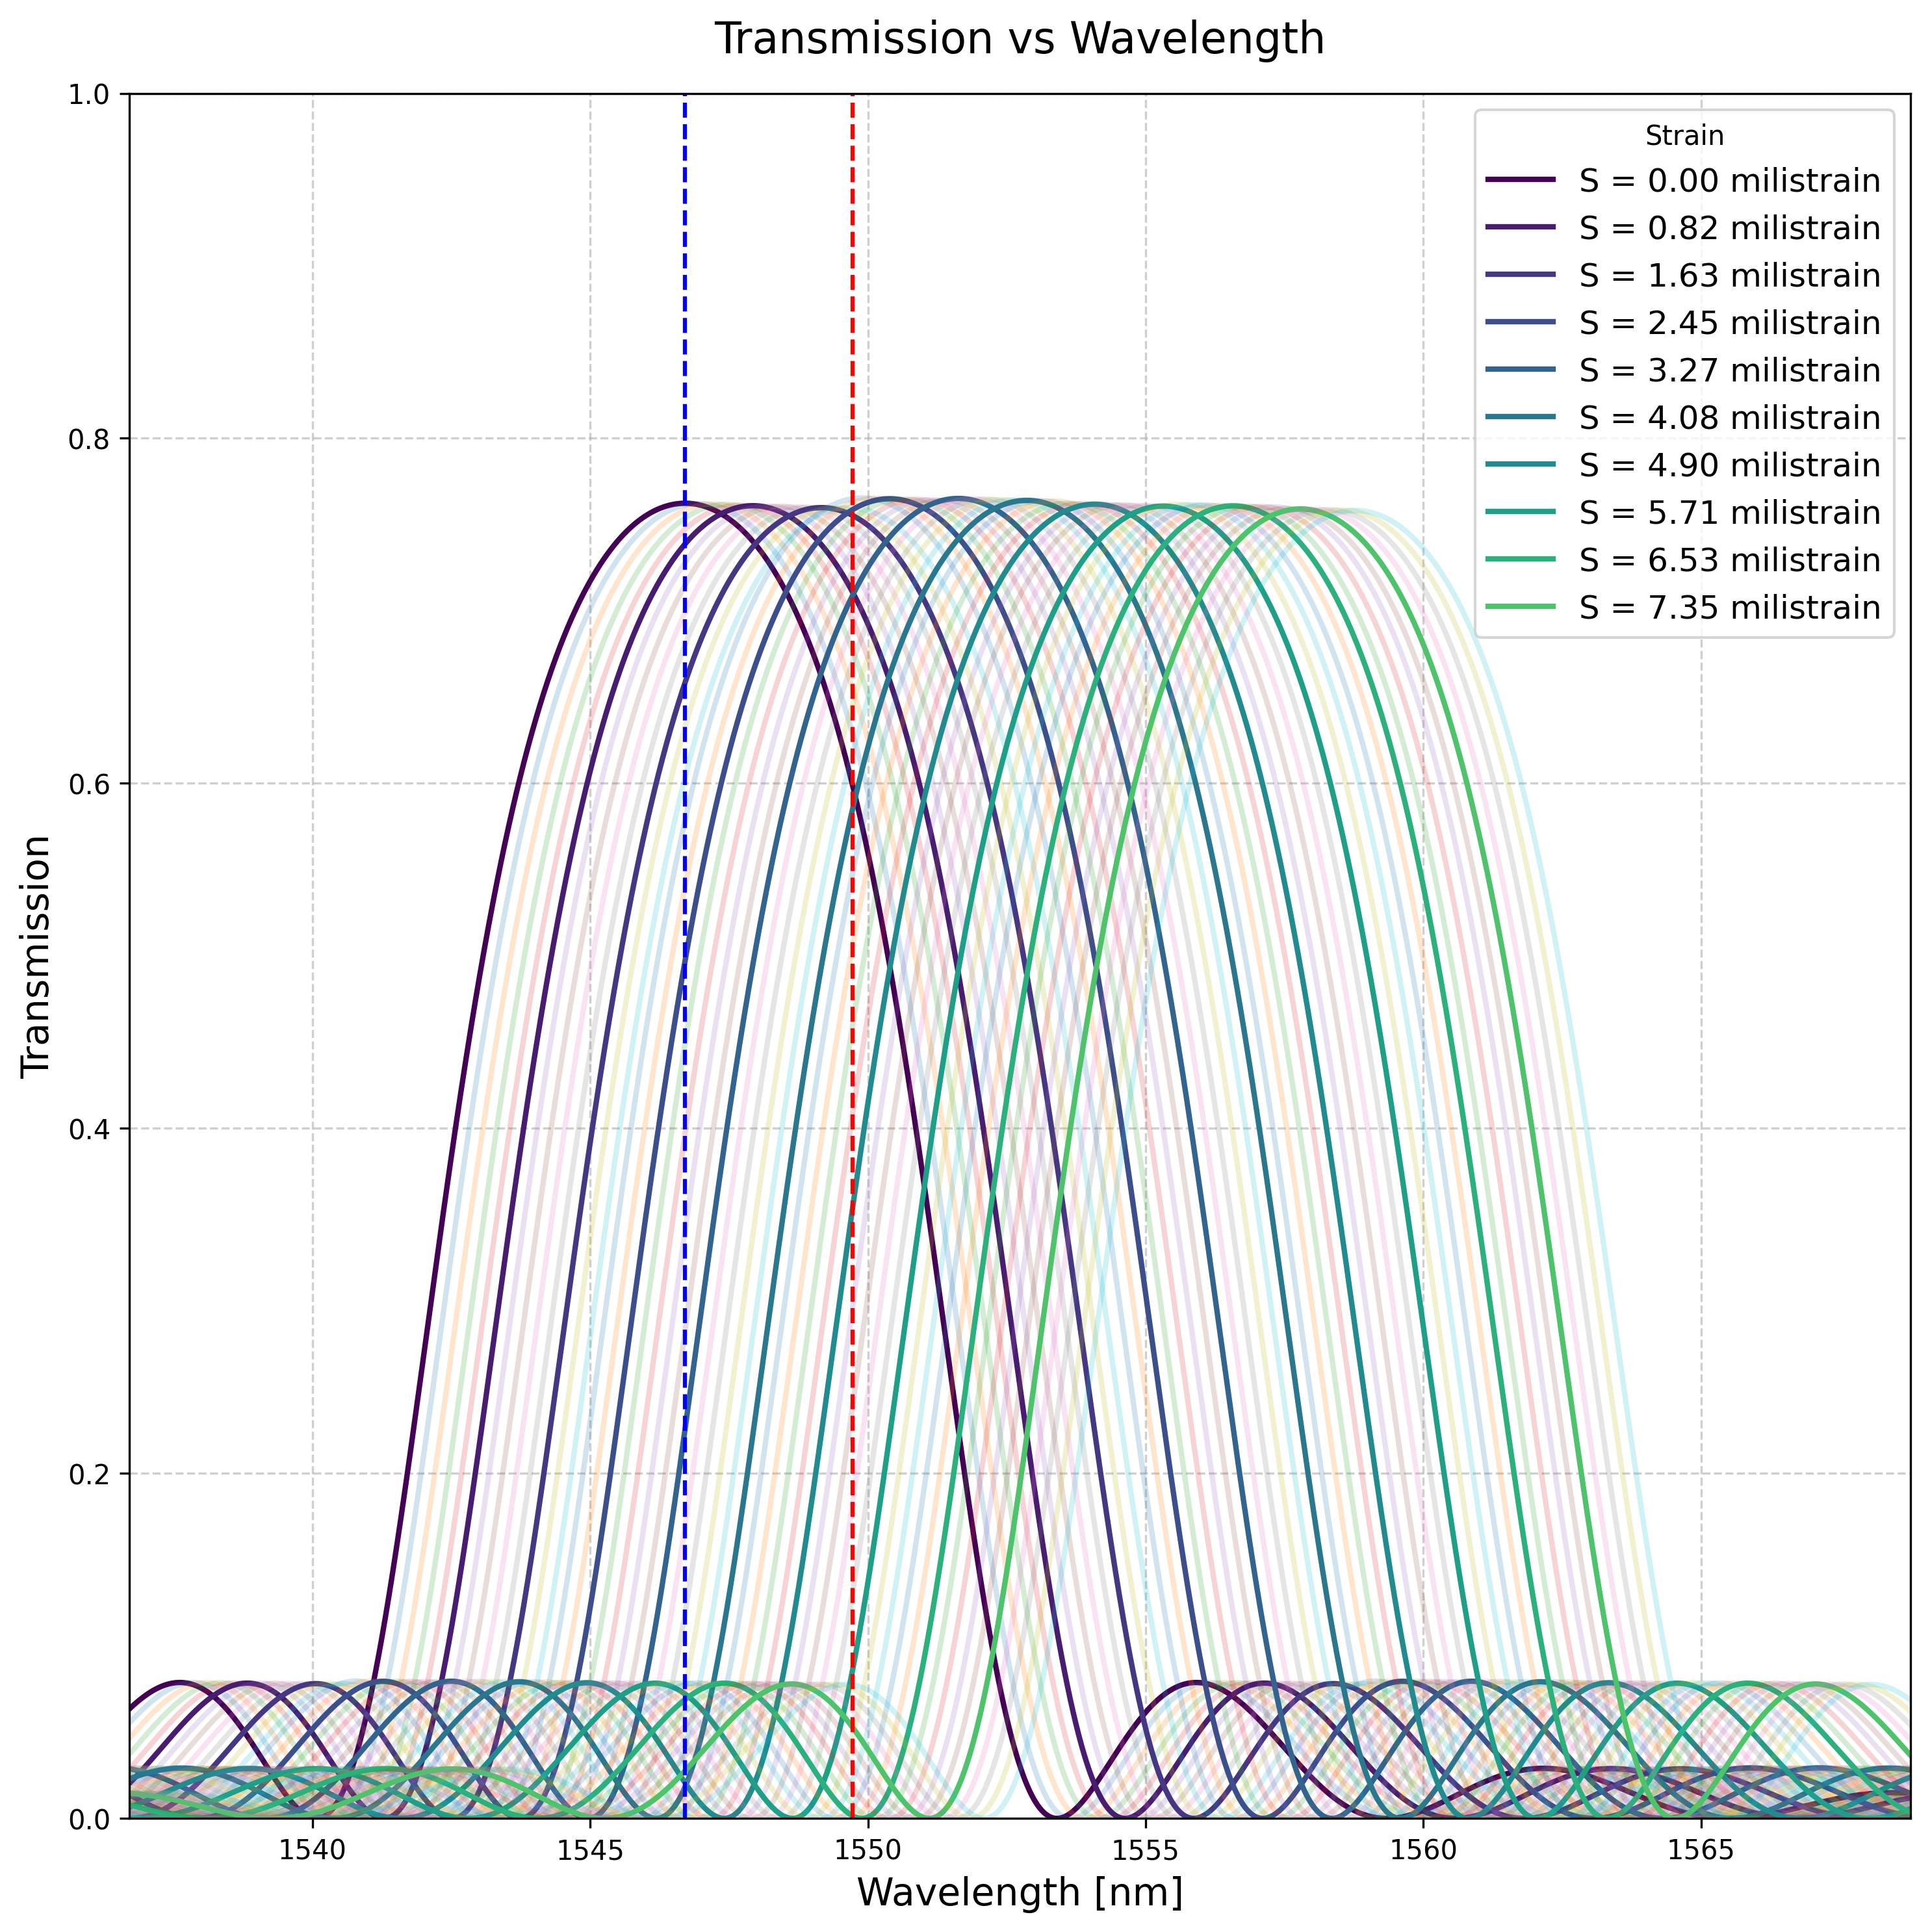 Transmission vs Wavelength
1.0
0.8
0.6
0.4
0.2
0.0
Transmission
1540
1545
1550
1555
1560
1565
Wavelength [nm]
Strain
S = 0.00 milistrain
S = 0.82 milistrain
S = 1.63 milistrain
S = 2.45 milistrain
S = 3.27 milistrain
S = 4.08 milistrain
S = 4.90 milistrain
S = 5.71 milistrain
S = 6.53 milistrain
S = 7.35 milistrain